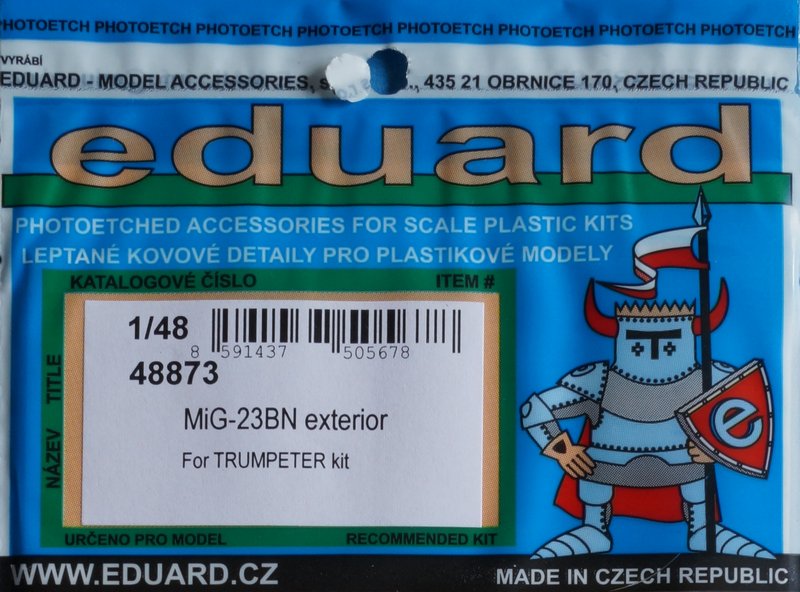 PHOTOETCH PHOTOETCH PHOTOETCH PHOTOETCH PHOTOETCH PHOTOETCH PHOTOETCH PHOTOETCH
VYRÁBÍ
EDUARD - MODEL ACCESSORIES, 435 21 OBRNICE 170, CZECH REPUBLIC
eduard
PHOTOETCHED ACCESSORIES FOR SCALE PLASTIC KITS
LEPTANÉ KOVOVÉ DETAILY PRO PLASTIKOVÉ MODELY
KATALOGOVÉ ČÍSLO ITEM #
1/48
8 591437 505678
48873
MiG-23BN exterior
For TRUMPETER kit
NÁZEV TITLE
e
URČENO PRO MODEL RECOMMENDED KIT
WWW.EDUARD.CZ MADE IN CZECH REPUBLIC